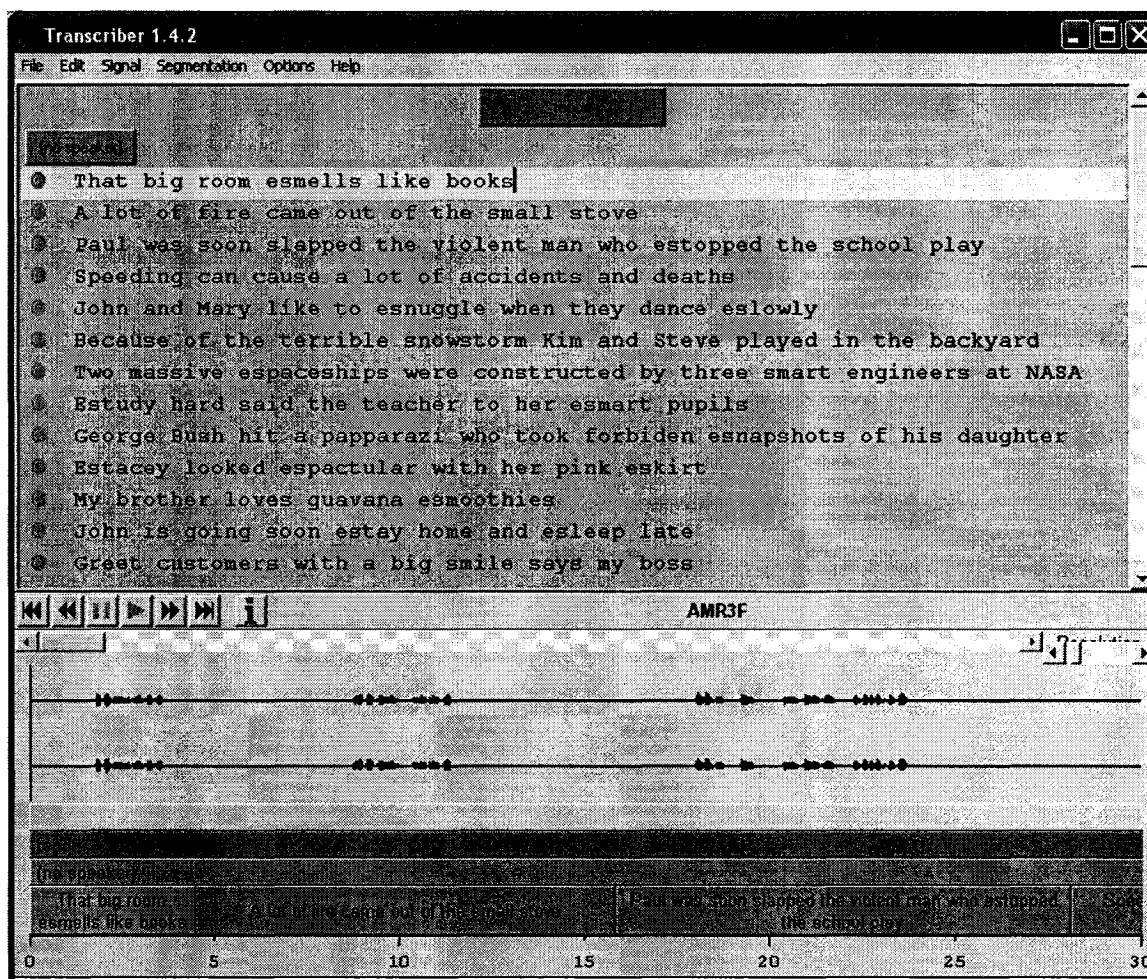 Transcriber 1.4.2
File Edit Signal Segmentation Options Help
(no speaker)
That big room esmells like books
A lot of fire came out of the small stove
Paul was soon slapped the violent man who estopped the school play
Speeding can cause a lot of accidents and deaths
John and Mary like to esnuggle when they dance eslowly
Because of the terrible snowstorm Kim and Steve played in the backyard
Two massive espaceships were constructed by three smart engineers at NASA
Estudy hard said the teacher to her esmart pupils
George Bush hit a papparazi who took forbiden esnapshots of his daughter
Estacey looked espactular with her pink eskirt
My brother loves guavana esmoothies
John is going soon estay home and esleep late
Greet customers with a big smile says my boss
AMR3F
Resolution
(no speaker)
That big room
esmells like books
A lot of fire came out of the small stove
Paul was soon slapped the violent man who estopped
the school play
0 5 10 15 20 25 30